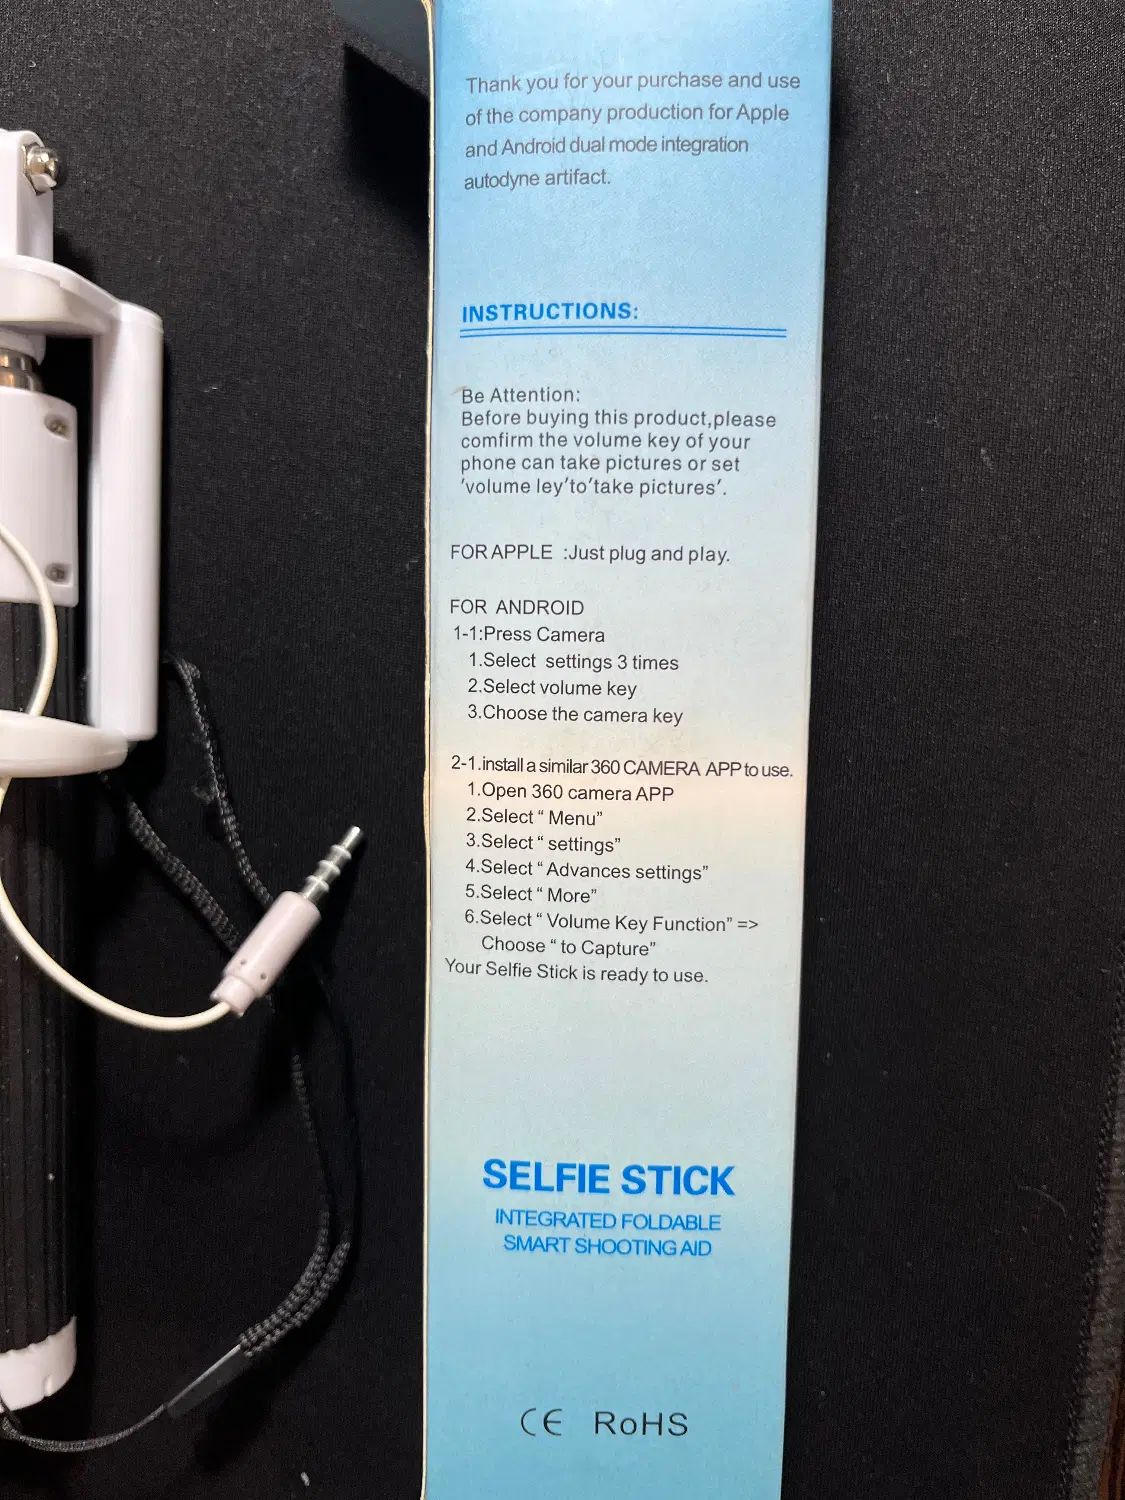 Thank you for your purchase and use
of the company production for Apple
and Android dual mode integration
autodyne artifact.
INSTRUCTIONS:
Be Attention:
Before buying this product,please
comfirm the volume key of your
phone can take pictures or set
'volume ley'to'take pictures'.
FOR APPLE :Just plug and play.
FOR ANDROID
1-1:Press Camera
1.Select settings 3 times
2.Select volume key
3.Choose the camera key
2-1.install a similar 360 CAMERA APP to use.
1.Open 360 camera APP
2.Select “ Menu”
3.Select “ settings”
4.Select “ Advances settings”
5.Select “ More”
6.Select “ Volume Key Function” =>
Choose “ to Capture”
Your Selfie Stick is ready to use.
SELFIE STICK
INTEGRATED FOLDABLE
SMART SHOOTING AID
CE RoHS